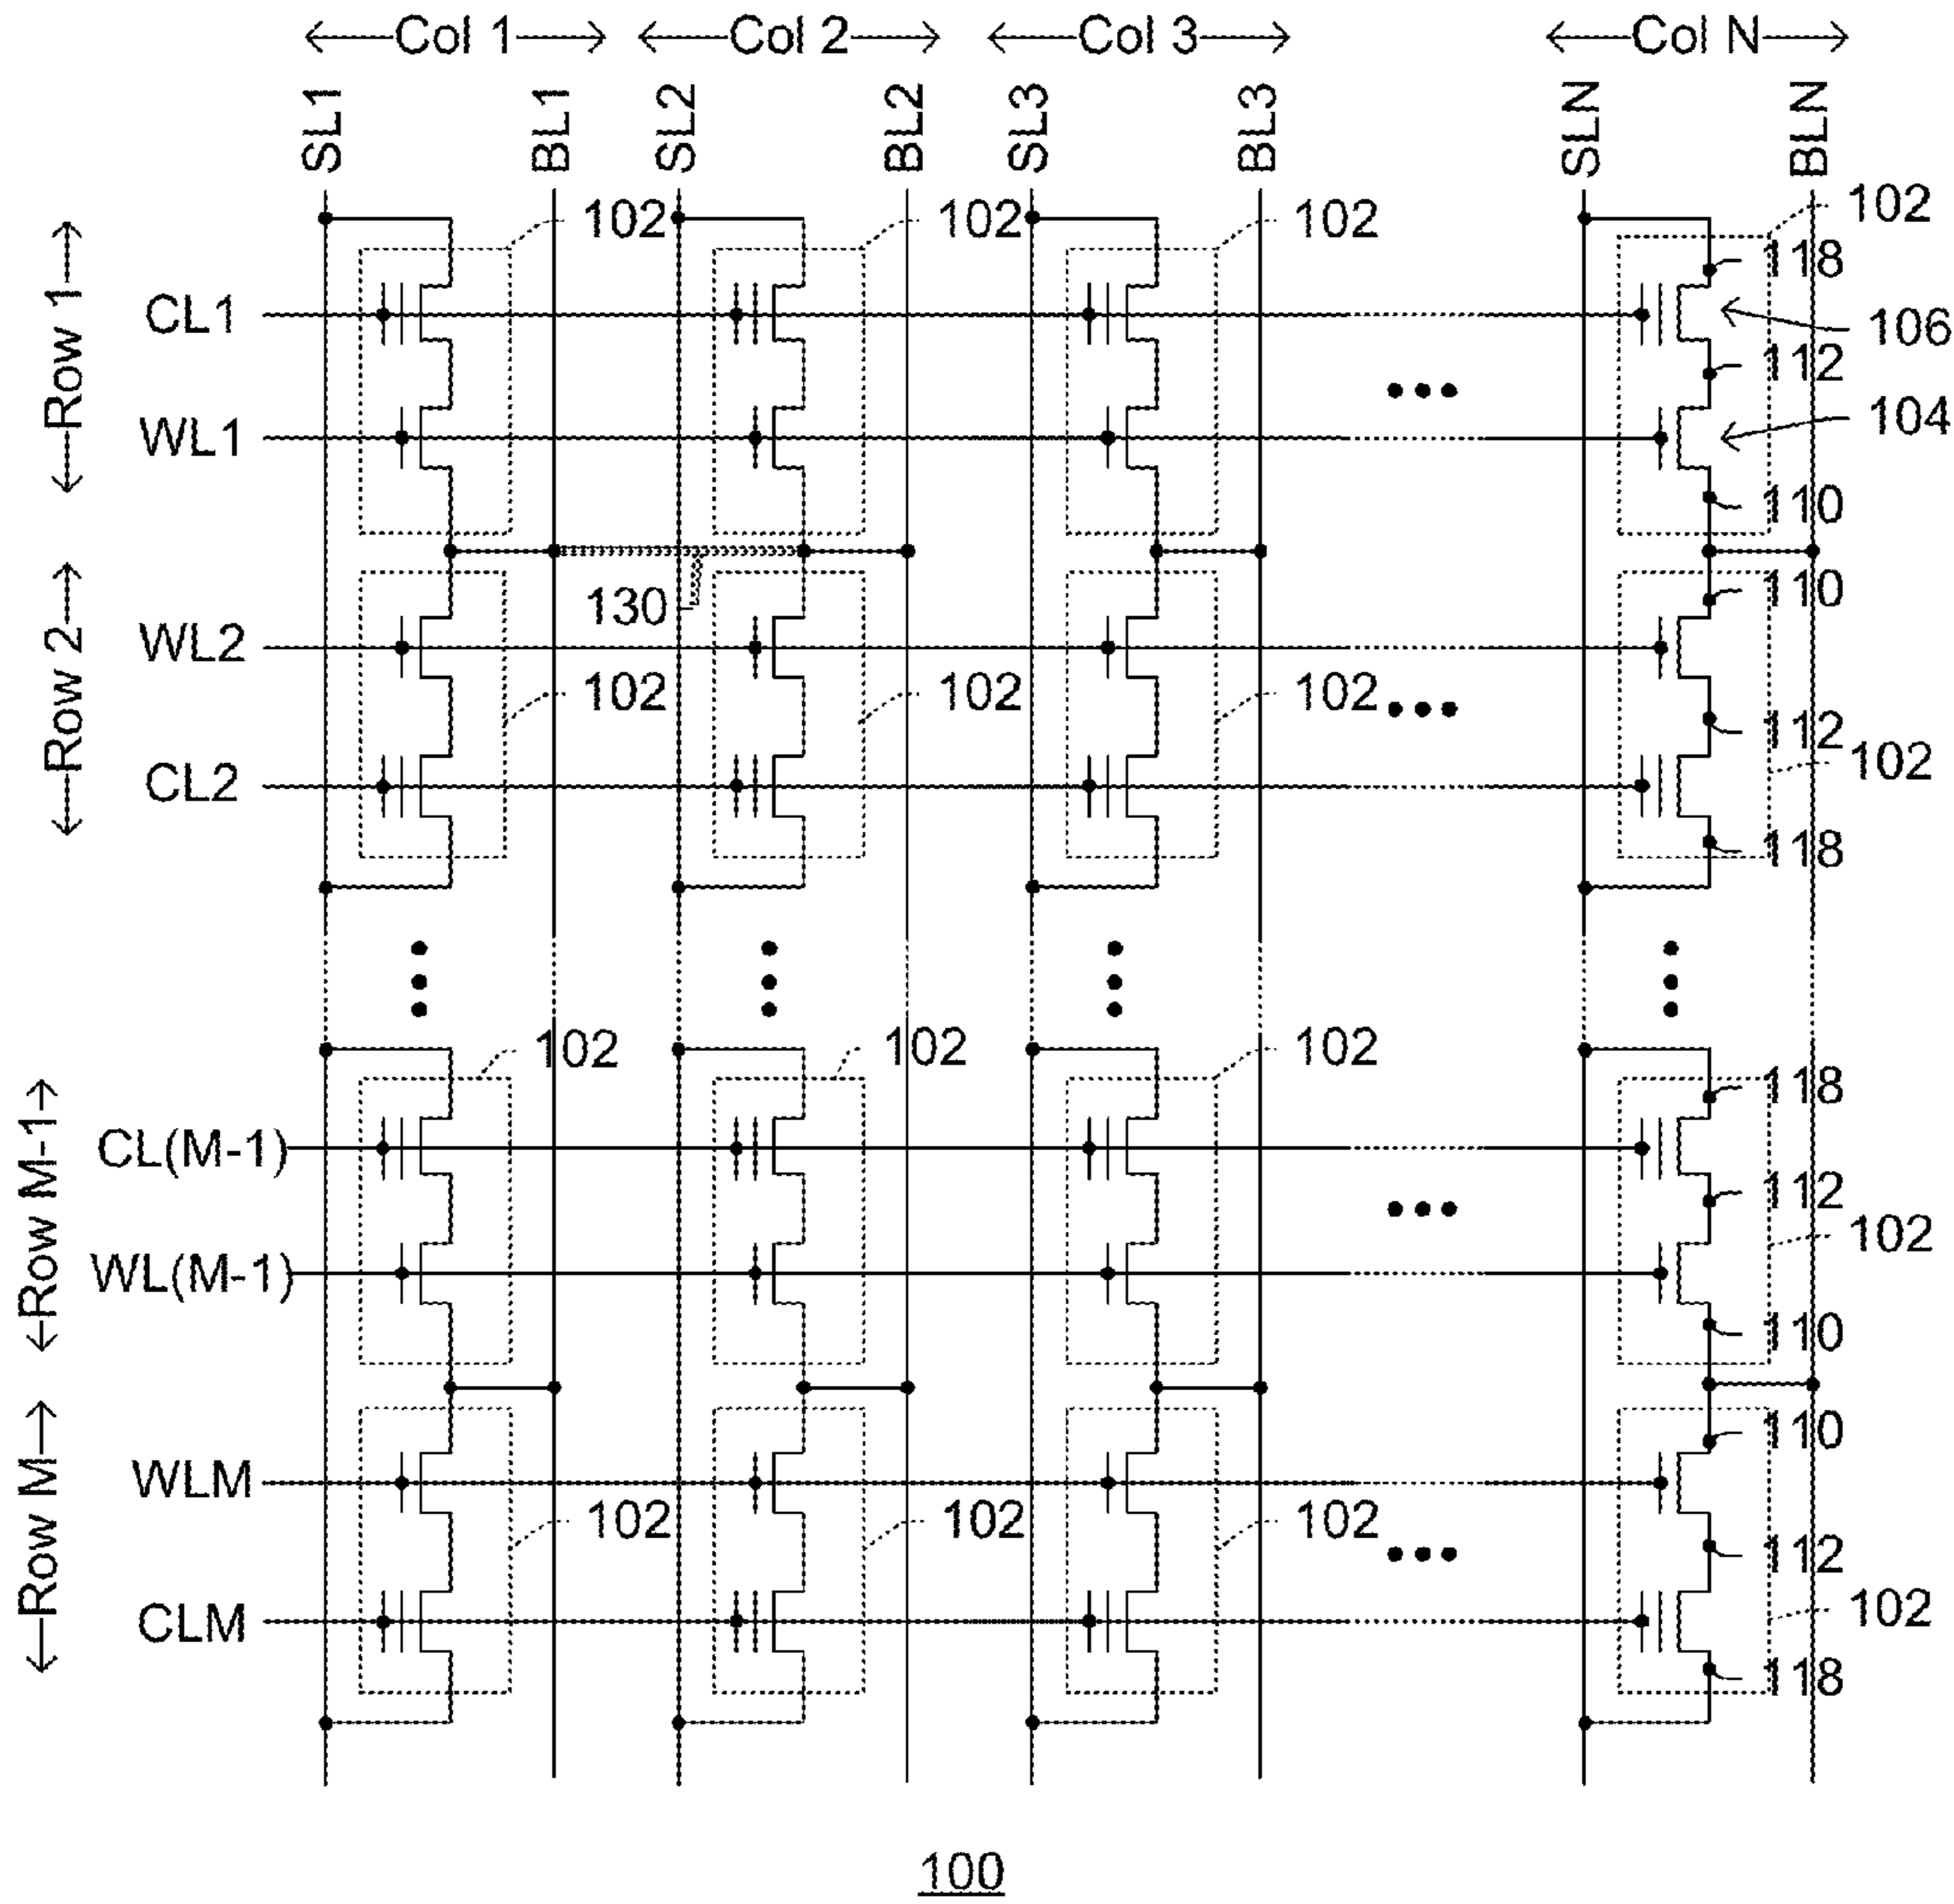 Col 1 Col 2 Col 3 Col N
SL1 BL1 SL2 BL2 SL3 BL3 SLN BLN
102 102 102 102
118
Row 1
CL1
106
112
WL1
104
110
130
110
Row 2
WL2
102 102 102
112
102
CL2
118
102 102 102
118
Row M-1
CL(M-1)
112
102
WL(M-1)
110
110
Row M
WLM
102 102 102
112
102
CLM
118
100